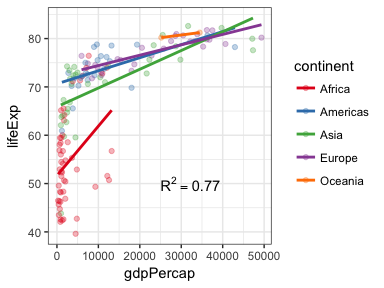 80
70
60
50
40
lifeExp
R² = 0.77
0
10000
20000
30000
40000
50000
gdpPercap
continent
Africa
Americas
Asia
Europe
Oceania